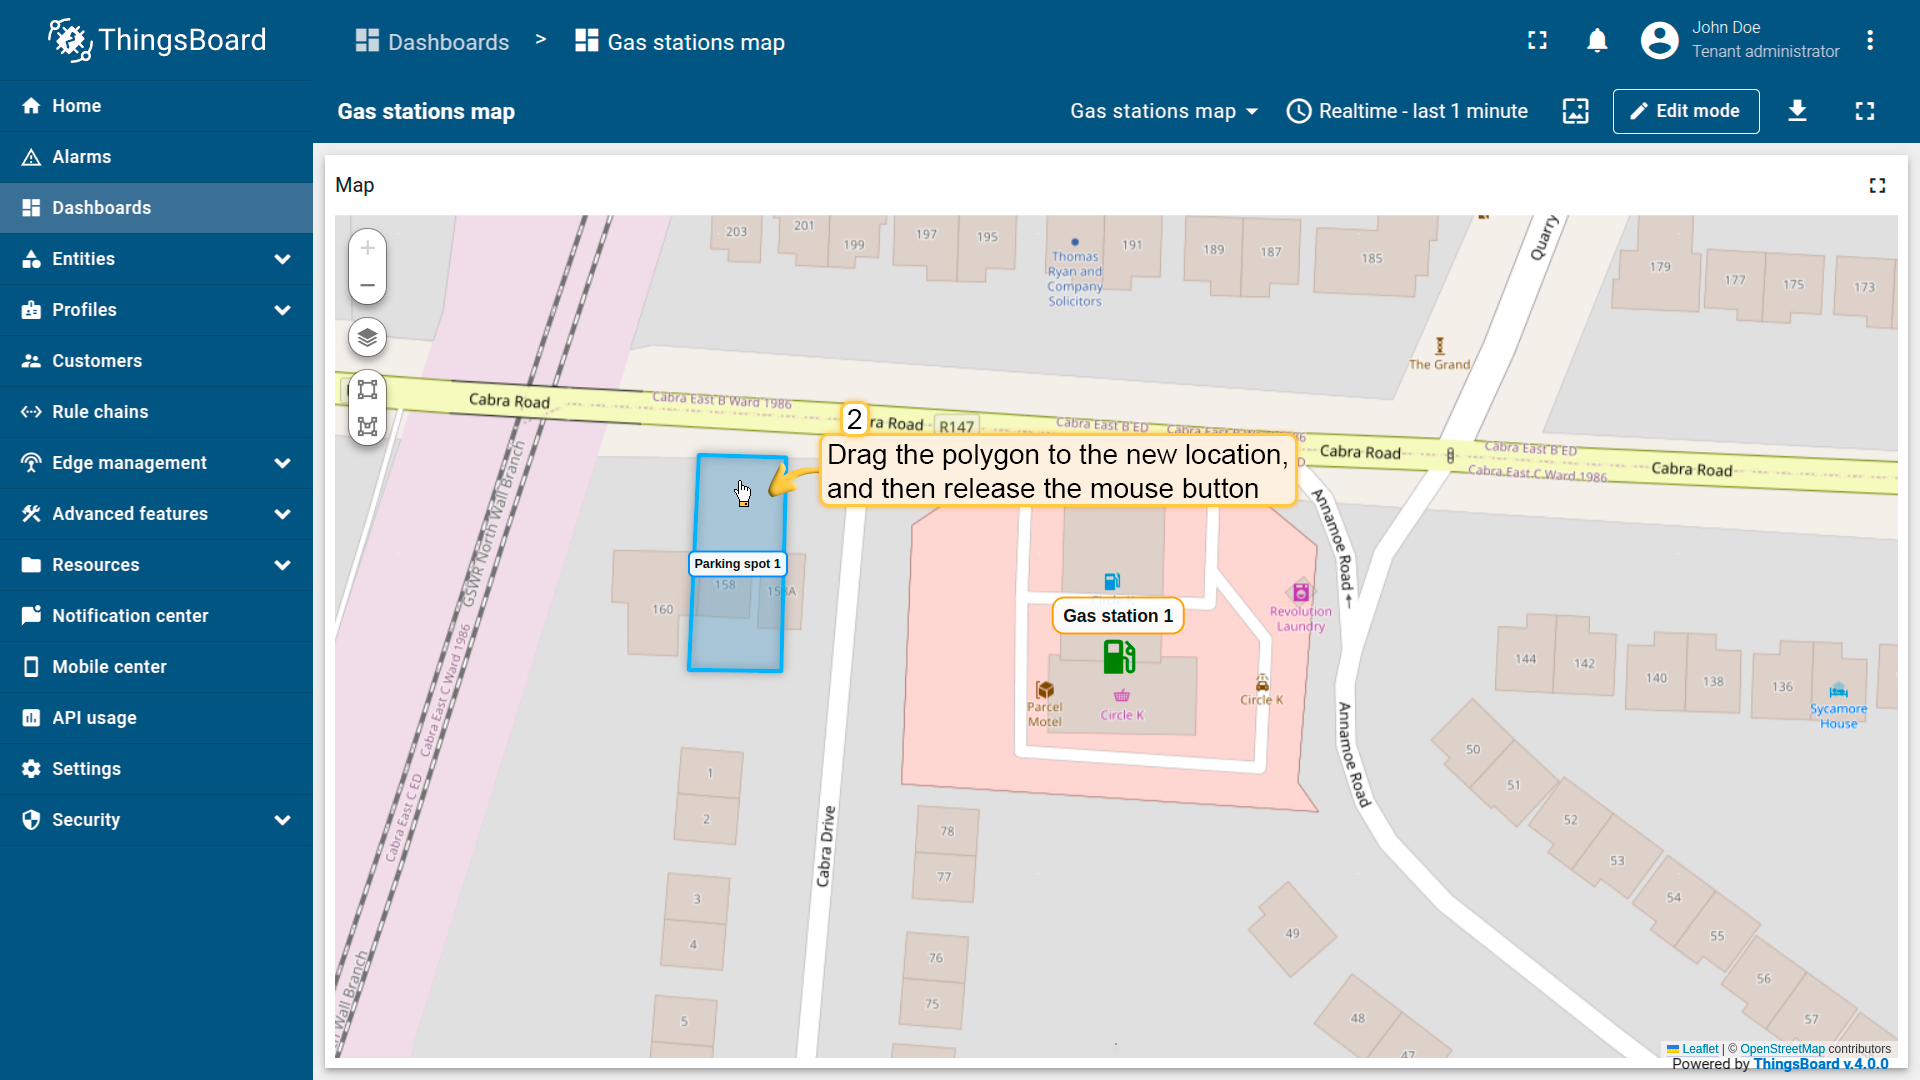 ThingsBoard
Dashboards > Gas stations map
John Doe
Tenant administrator
Home
Alarms
Dashboards
Entities
Profiles
Customers
Rule chains
Edge management
Advanced features
Resources
Notification center
Mobile center
API usage
Settings
Security
Gas stations map
Gas stations map
Realtime - last 1 minute
Edit mode
Map
+
−
203
201
199
197
195
191
189
187
185
179
177
175
173
Thomas
Ryan and
Company
Solicitors
Quarry
The Grand
Cabra Road
Cabra East B Ward 1986
ra Road
R147
Cabra East B ED
Cabra Road
Cabra East B ED
Cabra East C Ward 1986
Cabra Road
2
Drag the polygon to the new location,
and then release the mouse button
GSWR North Wall Branch
Cabra East C Ward 1986
Cabra East C ED
Wall Branch
Parking spot 1
158
160
Annamoe Road
Annamoe Road
Revolution
Laundry
Gas station 1
Parcel
Motel
Circle K
Circle K
Cabra Drive
144
142
140
138
136
Sycamore
House
1
2
3
4
5
78
77
76
75
50
51
52
53
54
55
56
57
49
48
47
Leaflet | © OpenStreetMap contributors
Powered by ThingsBoard v.4.0.0